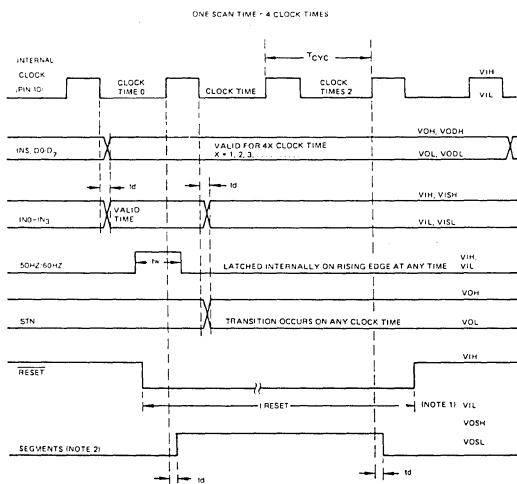 ONE SCAN TIME = 4 CLOCK TIMES
TCYC
INTERNAL
CLOCK
(PIN 10)
CLOCK
TIME 0
CLOCK TIME
CLOCK
TIMES 2
VIH
VIL
INS, D0-D7
VALID FOR 4X CLOCK TIME
X = 1, 2, 3, . . . . . . . . . .
VOH, VODH
VOL, VODL
td
td
IN0-IN3
VALID
TIME
VIH, VISH
VIL, VISL
50HZ/60HZ
tw
LATCHED INTERNALLY ON RISING EDGE AT ANY TIME
VIH,
VIL
STN
TRANSITION OCCURS ON ANY CLOCK TIME
VOH
VOL
RESET
t RESET
(NOTE 1)
VIH
VIL
SEGMENTS (NOTE 2)
VOSH
VOSL
td
td